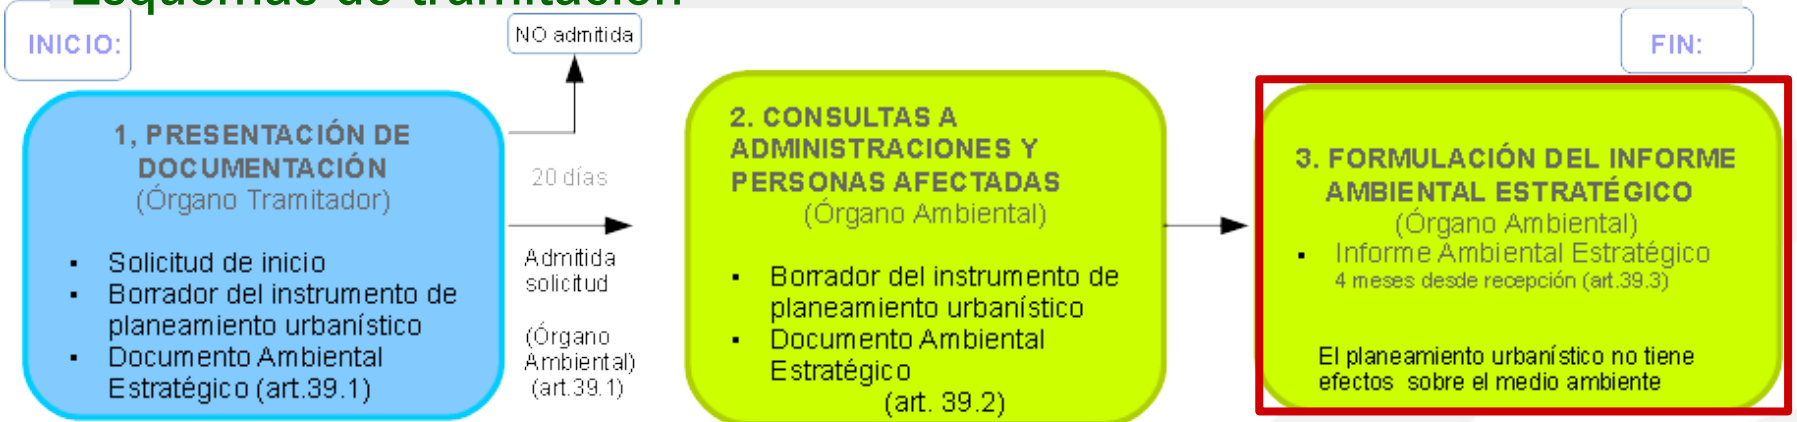 Esquemas de tramitación
INICIO:
NO admitida
FIN:
1, PRESENTACIÓN DE
DOCUMENTACIÓN
(Órgano Tramitador)
▪ Solicitud de inicio
▪ Borrador del instrumento de
planeamiento urbanístico
▪ Documento Ambiental
Estratégico (art.39.1)
20 días
Admitida
solicitud
(Órgano
Ambiental)
(art.39.1)
2. CONSULTAS A
ADMINISTRACIONES Y
PERSONAS AFECTADAS
(Órgano Ambiental)
▪ Borrador del instrumento de
planeamiento urbanístico
▪ Documento Ambiental
Estratégico
(art. 39.2)
3. FORMULACIÓN DEL INFORME
AMBIENTAL ESTRATÉGICO
(Órgano Ambiental)
▪ Informe Ambiental Estratégico
4 meses desde recepción (art.39.3)
El planeamiento urbanístico no tiene
efectos sobre el medio ambiente